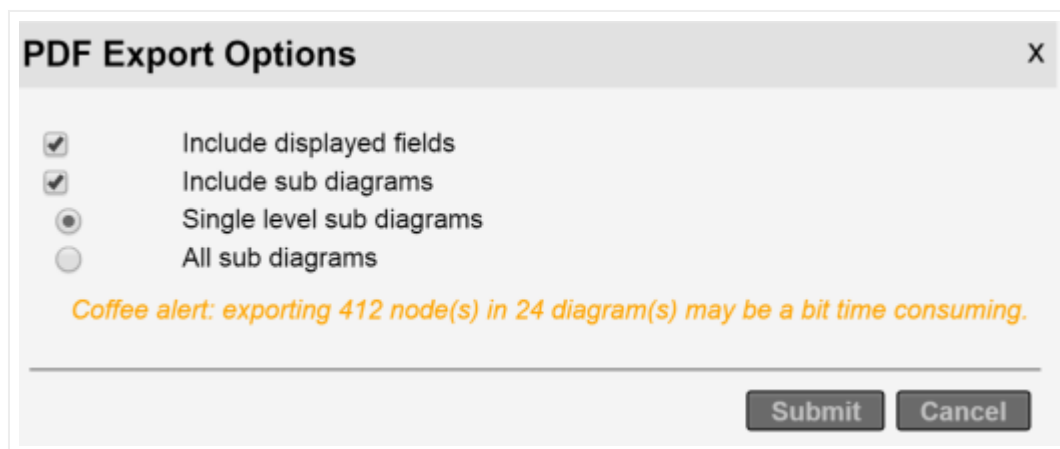 PDF Export Options X
Include displayed fields
Include sub diagrams
Single level sub diagrams
All sub diagrams
Coffee alert: exporting 412 node(s) in 24 diagram(s) may be a bit time consuming.
Submit Cancel